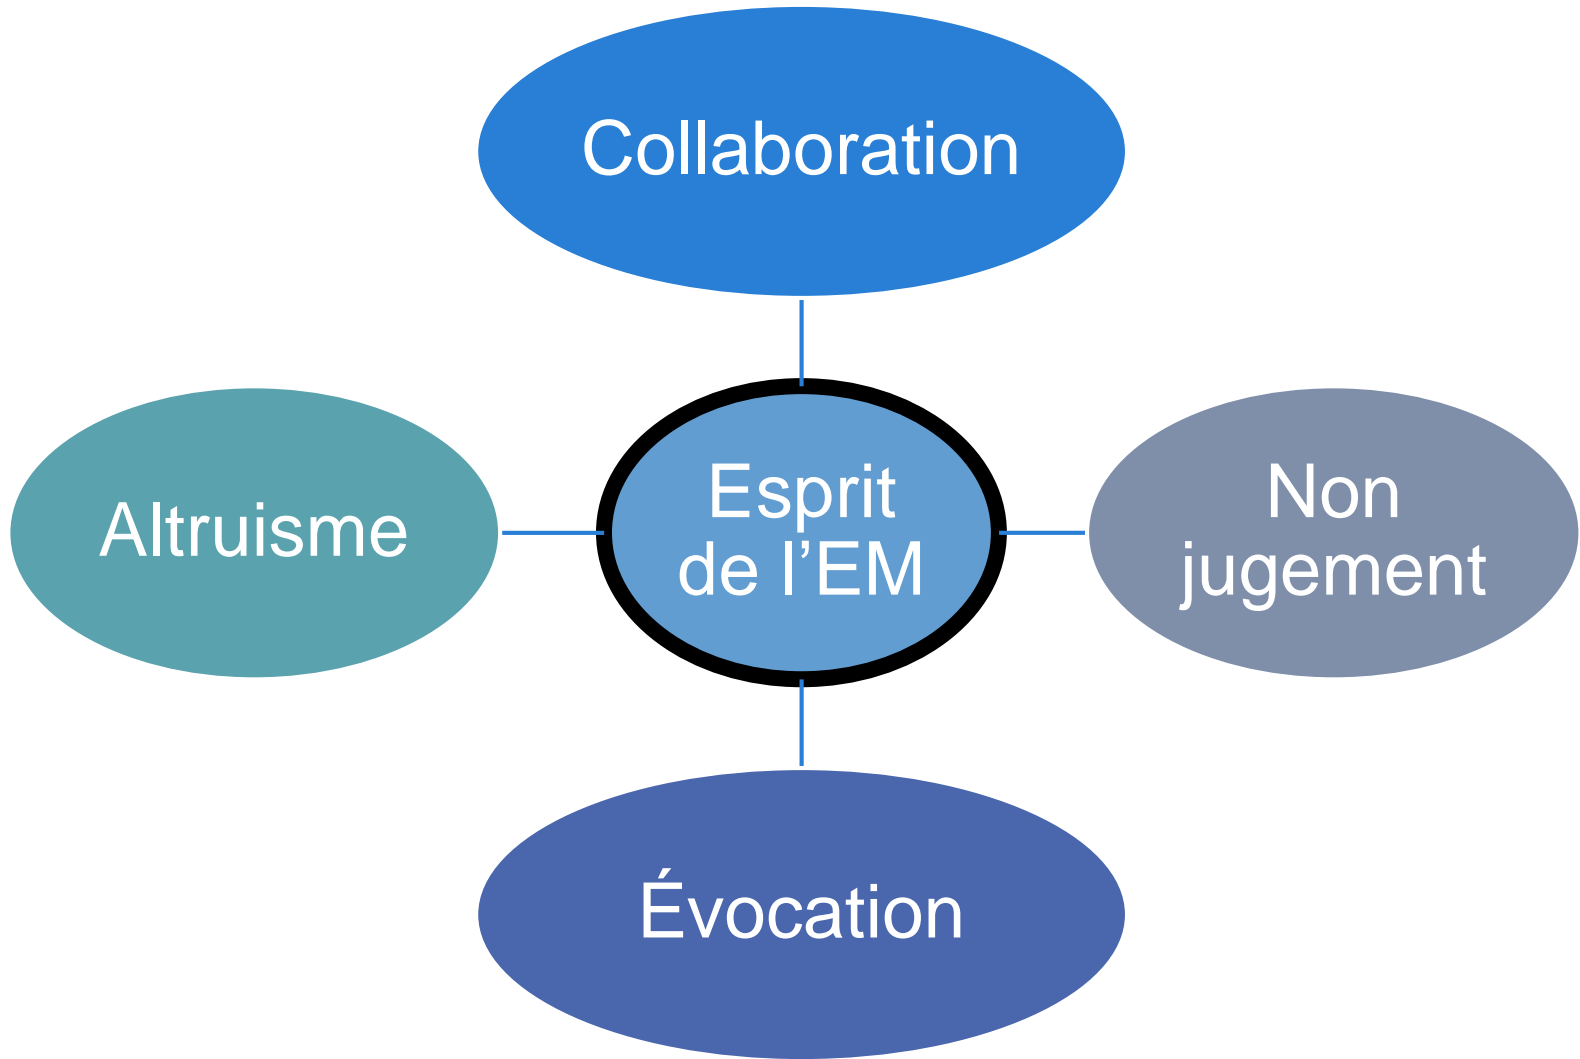 Collaboration
Altruisme
Esprit
de l’EM
Non
jugement
Évocation